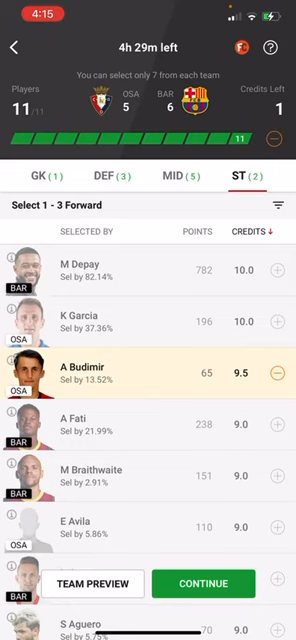 4:15
4h 29m left
F
?
You can select only 7 from each team
Players
11/11
OSA
5
BAR
6
Credits Left
1
11
GK (1)
DEF (3)
MID (5)
ST (2)
Select 1 - 3 Forward
SELECTED BY
POINTS
CREDITS
M Depay
Sel by 82.14%
782
10.0
BAR
K Garcia
Sel by 37.36%
196
10.0
OSA
A Budimir
Sel by 13.52%
65
9.5
OSA
A Fati
Sel by 21.99%
238
9.0
BAR
M Braithwaite
Sel by 2.91%
151
9.0
BAR
E Avila
Sel by 5.86%
110
9.0
OSA
BAR
TEAM PREVIEW
CONTINUE
S Aguero
Sel by 5.75%
70
9.0